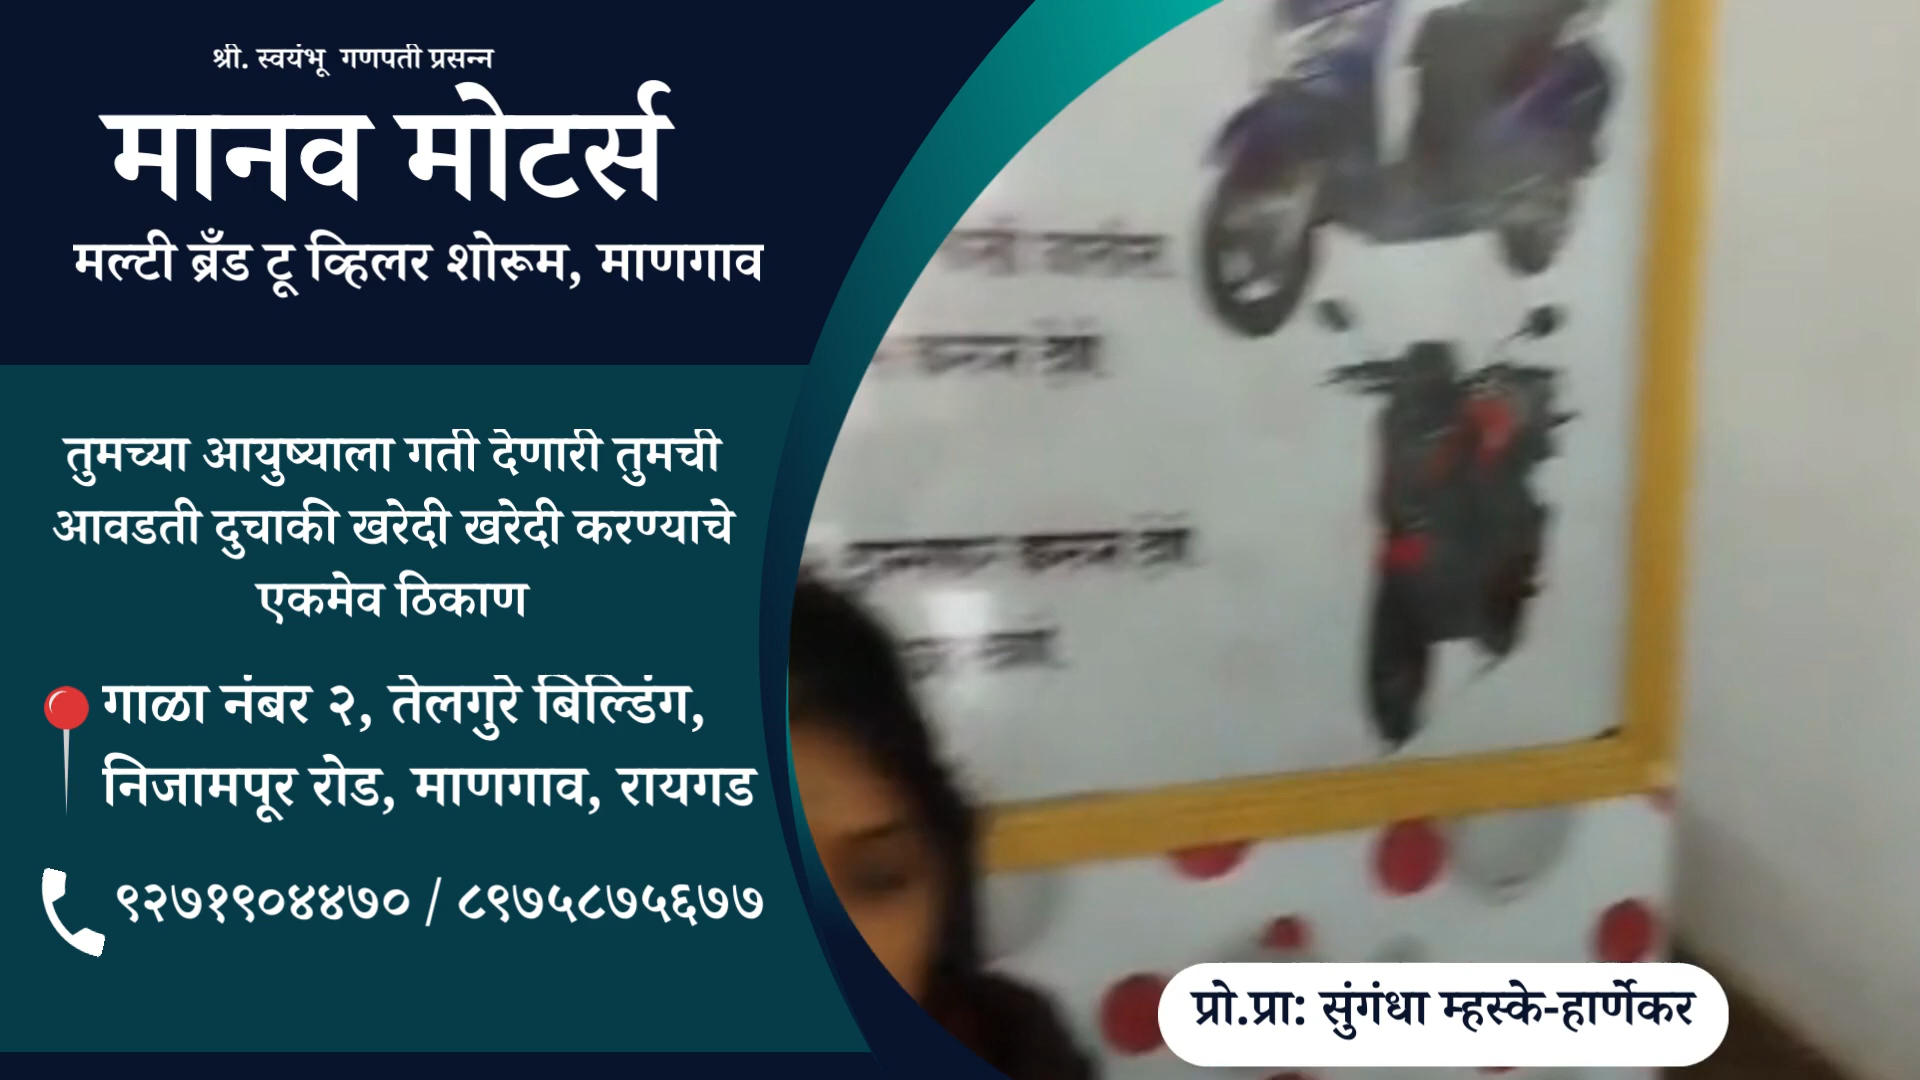 श्री. स्वयंभू गणपती प्रसन्न
मानव मोटर्स
मल्टी ब्रँड टू व्हिलर शोरूम, माणगाव
तुमच्या आयुष्याला गती देणारी तुमची
आवडती दुचाकी खरेदी खरेदी करण्याचे
एकमेव ठिकाण
गाळा नंबर २, तेलगुरे बिल्डिंग,
निजामपूर रोड, माणगाव, रायगड
९२७१९०४४७० / ८९७५८७५६७७
प्रो.प्रा: सुंगंधा म्हस्के-हार्णेकर